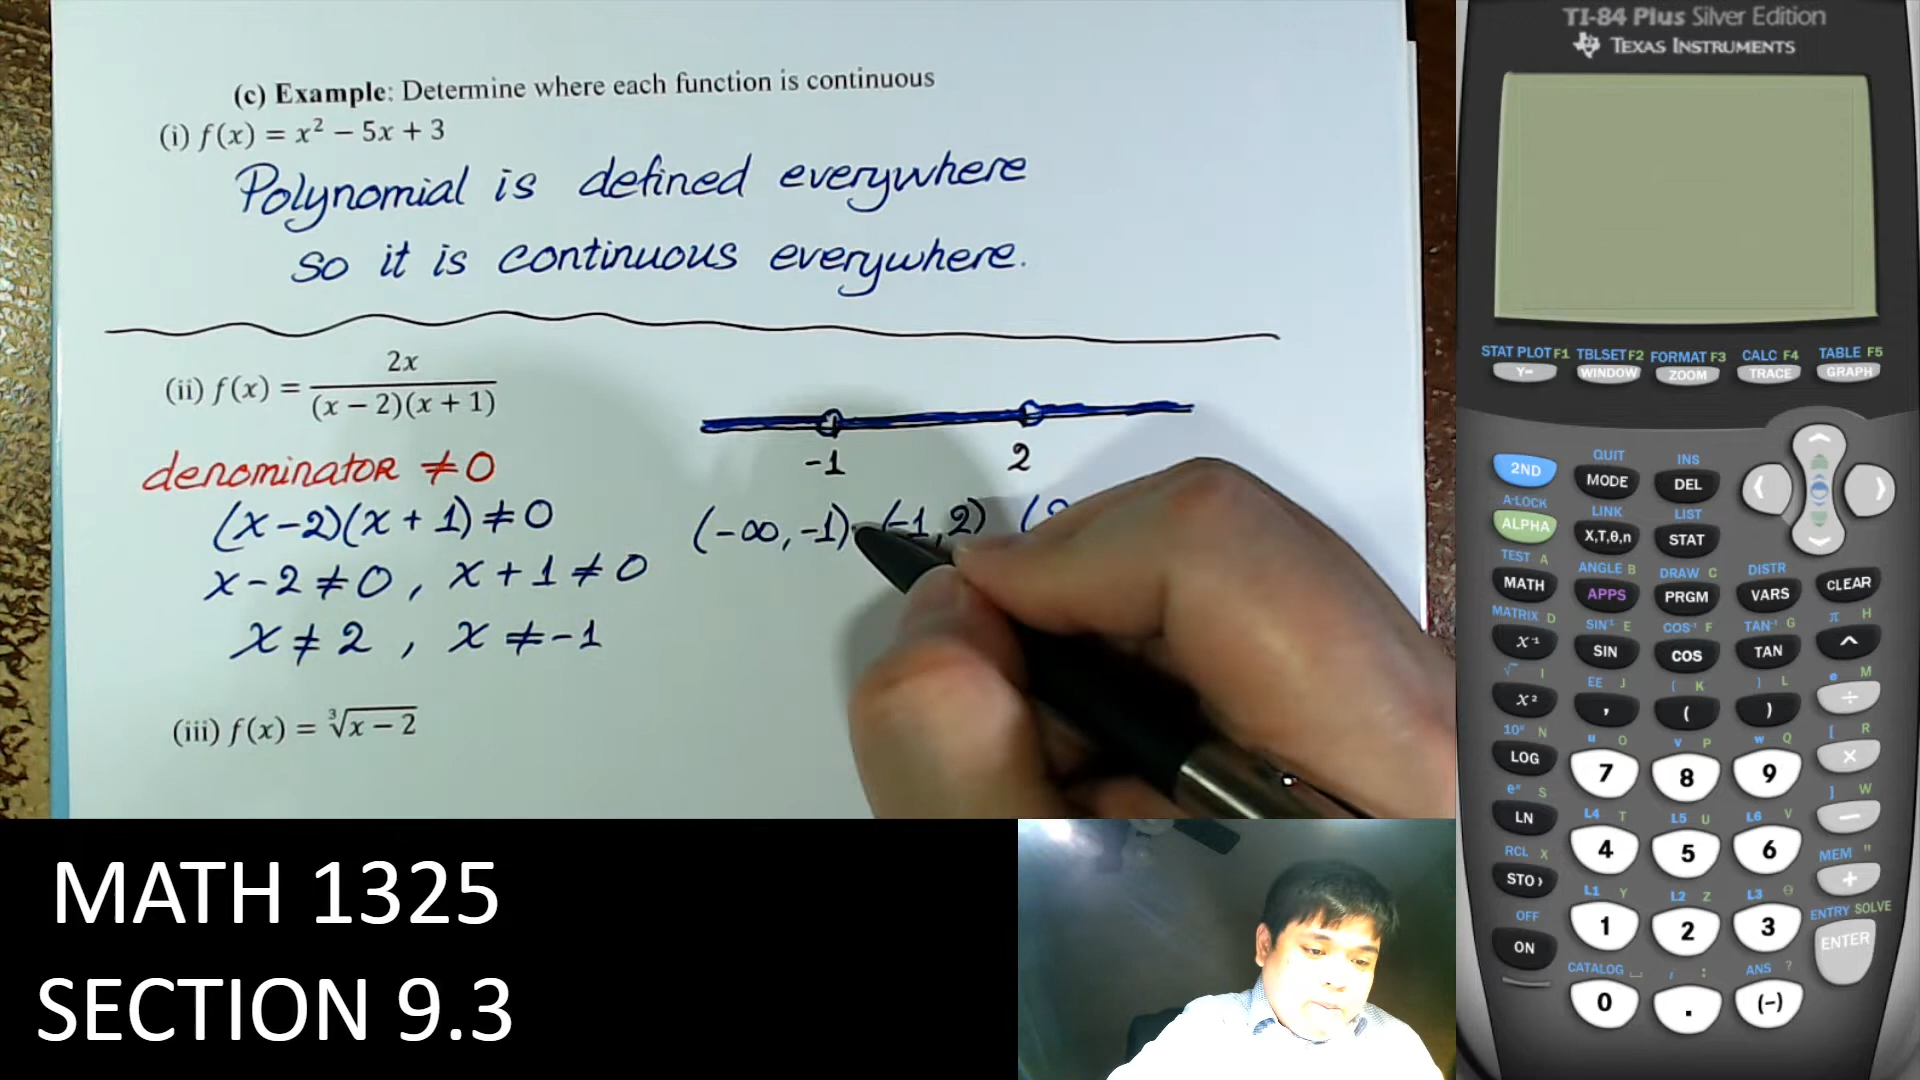 (c) Example: Determine where each function is continuous
(i) f(x) = x² − 5x + 3
Polynomial is defined everywhere
so it is continuous everywhere.
(ii) f(x) = 2x / (x − 2)(x + 1)
denominator ≠ 0
(x − 2)(x + 1) ≠ 0
x − 2 ≠ 0 , x + 1 ≠ 0
x ≠ 2 , x ≠ −1
-1 2
(-∞, -1) (-1, 2) (
(iii) f(x) = ∛(x − 2)
MATH 1325
SECTION 9.3
TI-84 Plus Silver Edition
TEXAS INSTRUMENTS
STAT PLOT F1 TBLSET F2 FORMAT F3 CALC F4 TABLE F5
Y= WINDOW ZOOM TRACE GRAPH
QUIT INS
2ND MODE DEL
A-LOCK LINK LIST
ALPHA X,T,θ,n STAT
TEST A ANGLE B DRAW C DISTR
MATH APPS PRGM VARS CLEAR
MATRIX D SIN⁻¹ E COS⁻¹ F TAN⁻¹ G π H
x⁻¹ SIN COS TAN ^
√ I EE J { K } L e M
x² , ( ) ÷
10ˣ N u O v P w Q [ R
LOG 7 8 9 ×
eˣ S L4 T L5 U L6 V ] W
LN 4 5 6 −
RCL X L1 Y L2 Z L3 θ MEM "
STO› 1 2 3 +
OFF CATALOG ⎵ i : ANS ? ENTRY SOLVE
ON 0 . (−) ENTER